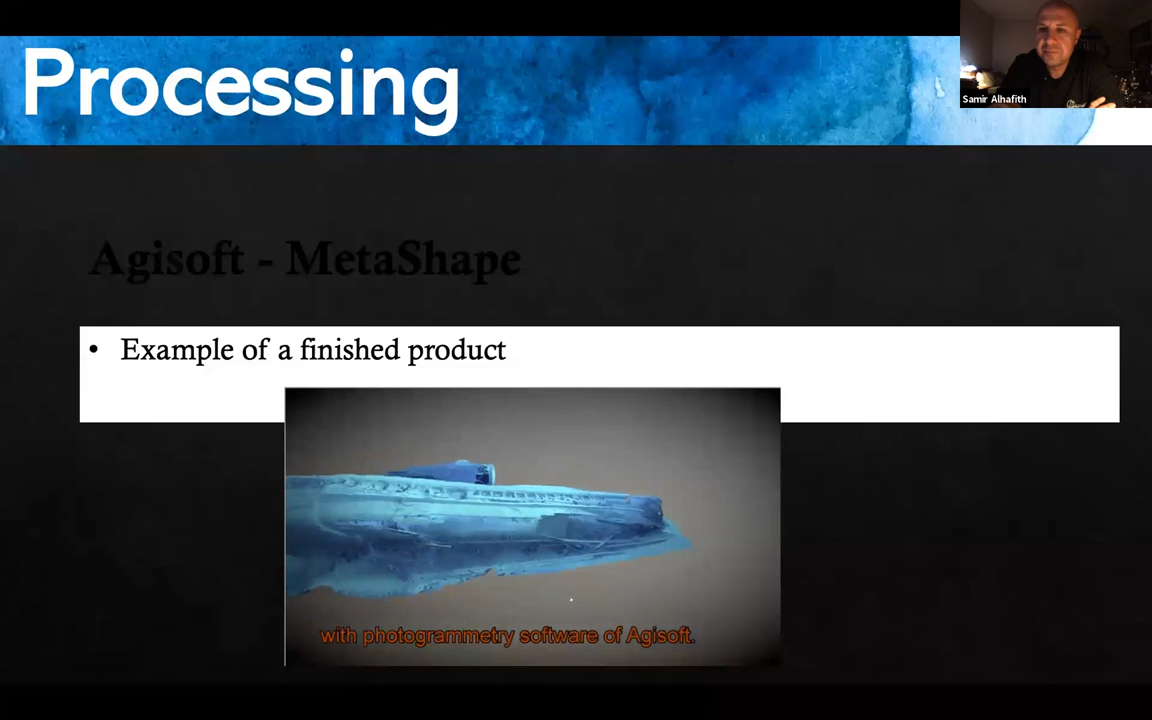 Processing
Samir Alhafith
Agisoft - MetaShape
• Example of a finished product
with photogrammetry software of Agisoft.